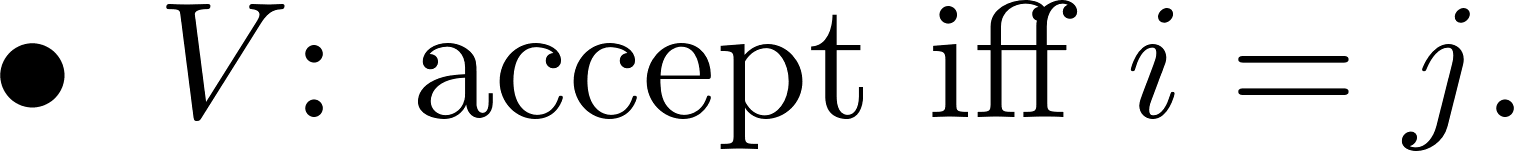 • V: accept iff i = j.